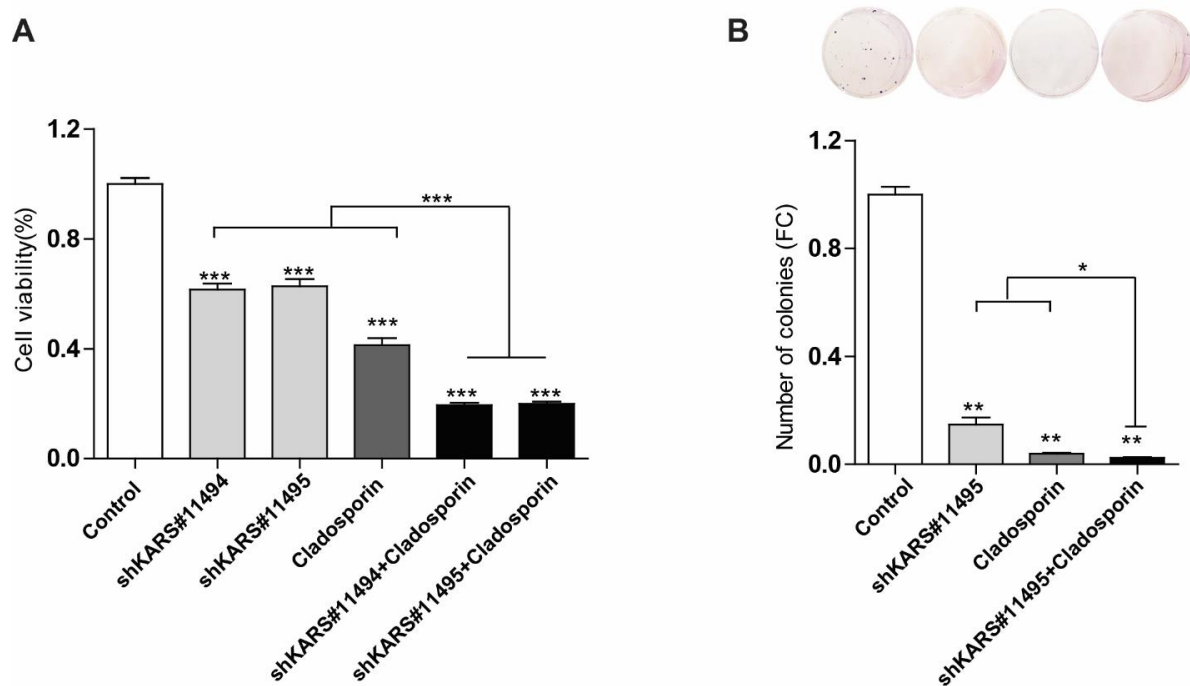 A
Cell viability(%)
1.2
0.8
0.4
0.0
***
***
***
***
***
***
Control
shKARS#11494
shKARS#11495
Cladosporin
shKARS#11494+Cladosporin
shKARS#11495+Cladosporin
B
Number of colonies (FC)
1.2
0.8
0.4
0.0
*
**
**
**
Control
shKARS#11495
Cladosporin
shKARS#11495+Cladosporin